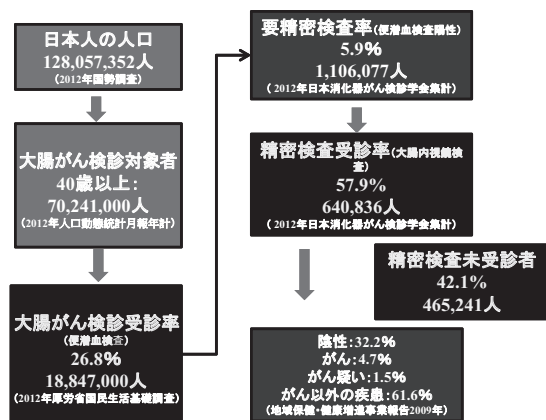 日本人の人口
128,057,352人
(2012年国勢調査)
大腸がん検診対象者
40歳以上：
70,241,000人
(2012年人口動態統計月報年計)
大腸がん検診受診率
(便潜血検査)
26.8%
18,847,000人
(2012年厚労省国民生活基礎調査)
要精密検査率(便潜血検査陽性)
5.9%
1,106,077人
(2012年日本消化器がん検診学会集計)
精密検査受診率(大腸内視鏡検
査)
57.9%
640,836人
(2012年日本消化器がん検診学会集計)
精密検査未受診者
42.1%
465,241人
陰性：32.2%
がん：4.7%
がん疑い：1.5%
がん以外の疾患：61.6%
(地域保健・健康増進事業報告2009年)